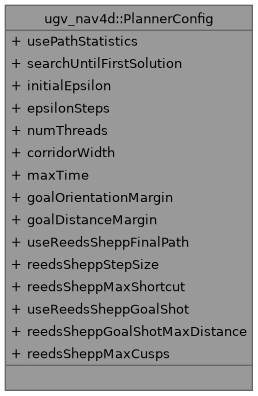 ugv_nav4d::PlannerConfig
+ usePathStatistics
+ searchUntilFirstSolution
+ initialEpsilon
+ epsilonSteps
+ numThreads
+ corridorWidth
+ maxTime
+ goalOrientationMargin
+ goalDistanceMargin
+ useReedsSheppFinalPath
+ reedsSheppStepSize
+ reedsSheppMaxShortcut
+ useReedsSheppGoalShot
+ reedsSheppGoalShotMaxDistance
+ reedsSheppMaxCusps